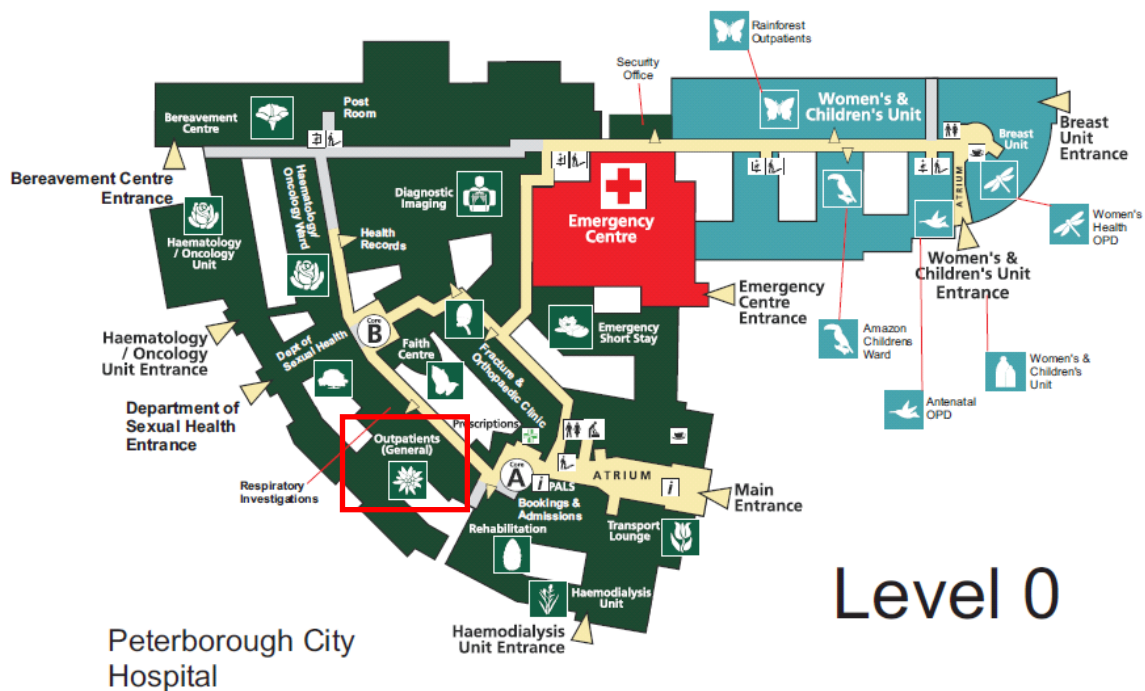 Rainforest
Outpatients
Security
Office
Post
Room
Bereavement
Centre
Women's &
Children's Unit
Breast
Unit
Breast
Unit
Entrance
Bereavement Centre
Entrance
Haematology/
Oncology Ward
Diagnostic
Imaging
Emergency
Centre
ATRIUM
Women's
Health
OPD
Haematology
/ Oncology
Unit
Health
Records
Women's &
Children's Unit
Entrance
Emergency
Centre
Entrance
Core
B
Emergency
Short Stay
Haematology
/ Oncology
Unit Entrance
Dept of
Sexual Health
Faith
Centre
Fracture &
Orthopaedic Clinic
Amazon
Childrens
Ward
Women's &
Children's
Unit
Antenatal
OPD
Department of
Sexual Health
Entrance
Prescriptions
Outpatients
(General)
Respiratory
Investigations
Core
A
ATRIUM
i
PALS
i
Main
Entrance
Bookings &
Admissions
Rehabilitation
Transport
Lounge
Haemodialysis
Unit
Haemodialysis
Unit Entrance
Level 0
Peterborough City
Hospital